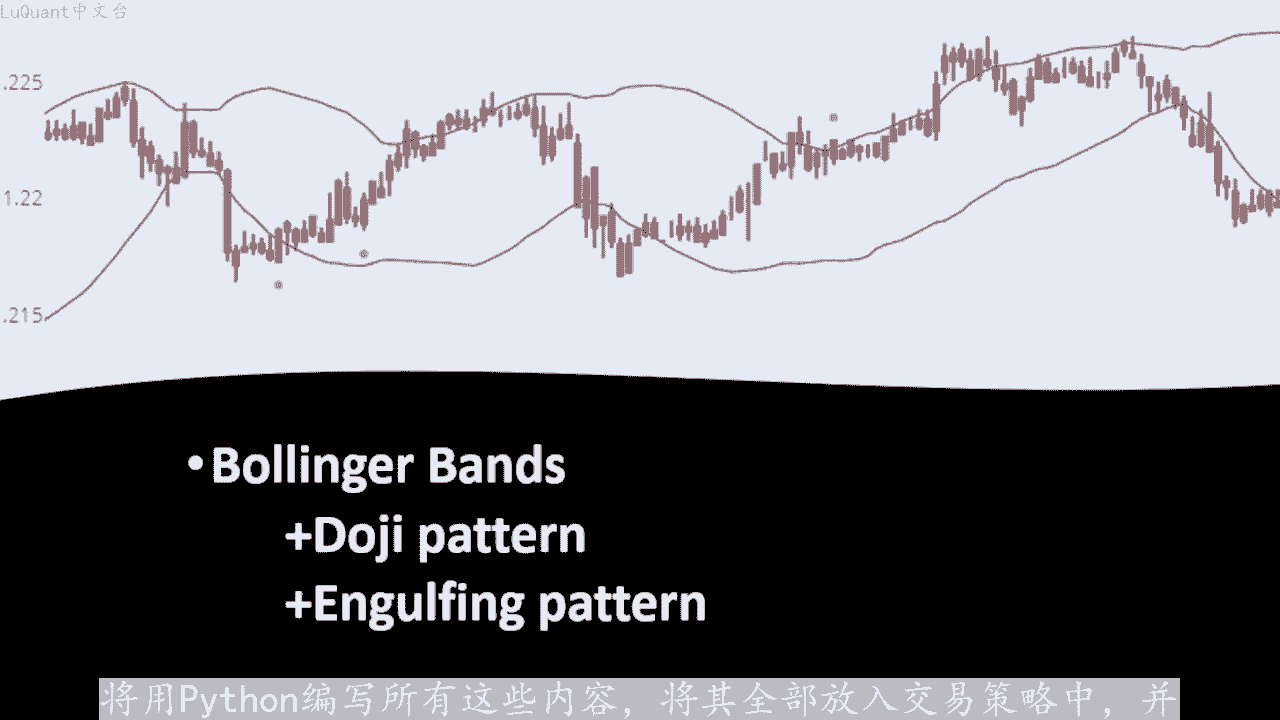 LuQuant中文台
.225
1.22
.215
•Bollinger Bands
+Doji pattern
+Engulfing pattern
将用Python编写所有这些内容，将其全部放入交易策略中，并